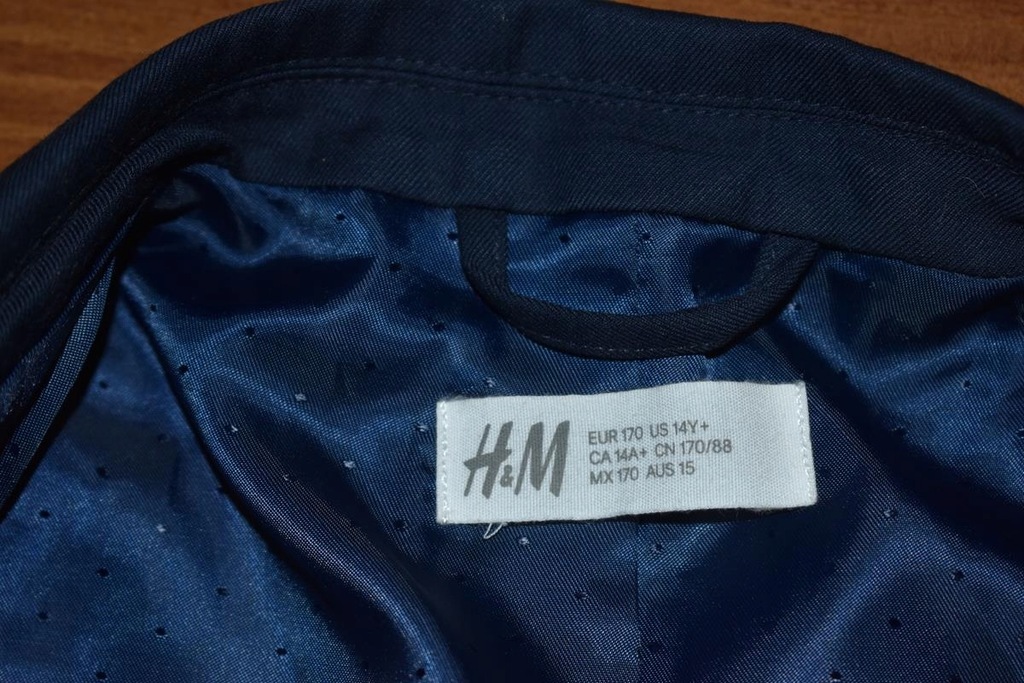 H&M
EUR 170 US 14Y+
CA 14A+ CN 170/88
MX 170 AUS 15